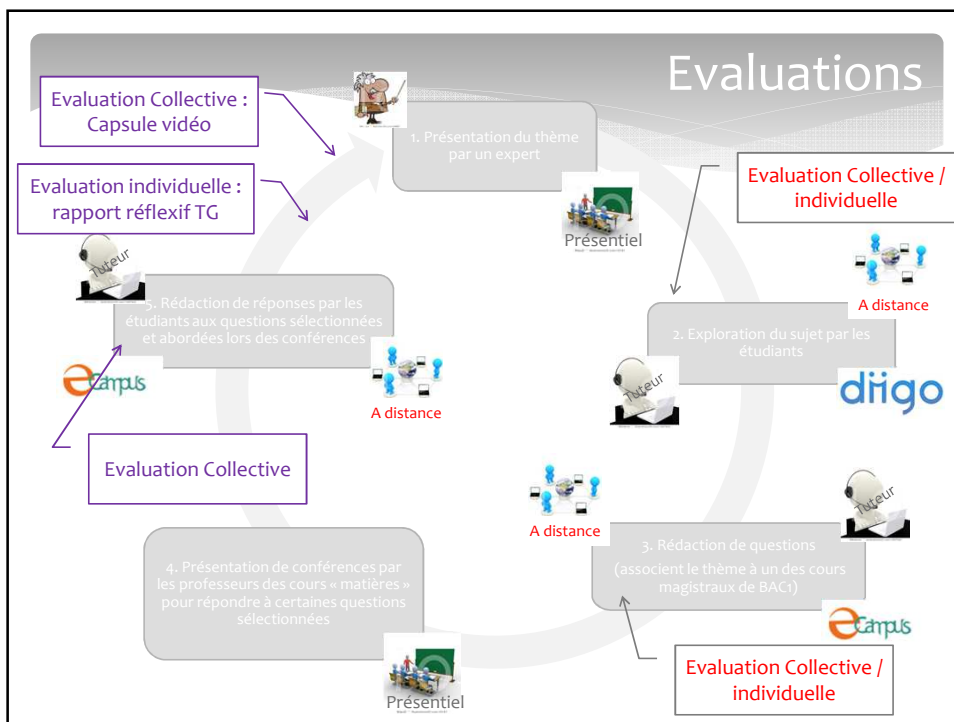 Evaluations
Evaluation Collective :
Capsule vidéo
1. Présentation du thème
par un expert
Présentiel
Evaluation individuelle :
rapport réflexif TG
Evaluation Collective /
individuelle
A distance
2. Exploration du sujet par les
étudiants
Tuteur
diigo
Tuteur
5. Rédaction de réponses par les
étudiants aux questions sélectionnées
et abordées lors des conférences
eCampus
A distance
Evaluation Collective
A distance
Tuteur
3. Rédaction de questions
(associent le thème à un des cours
magistraux de BAC1)
eCampus
Evaluation Collective /
individuelle
4. Présentation de conférences par
les professeurs des cours « matières »
pour répondre à certaines questions
sélectionnées
Présentiel